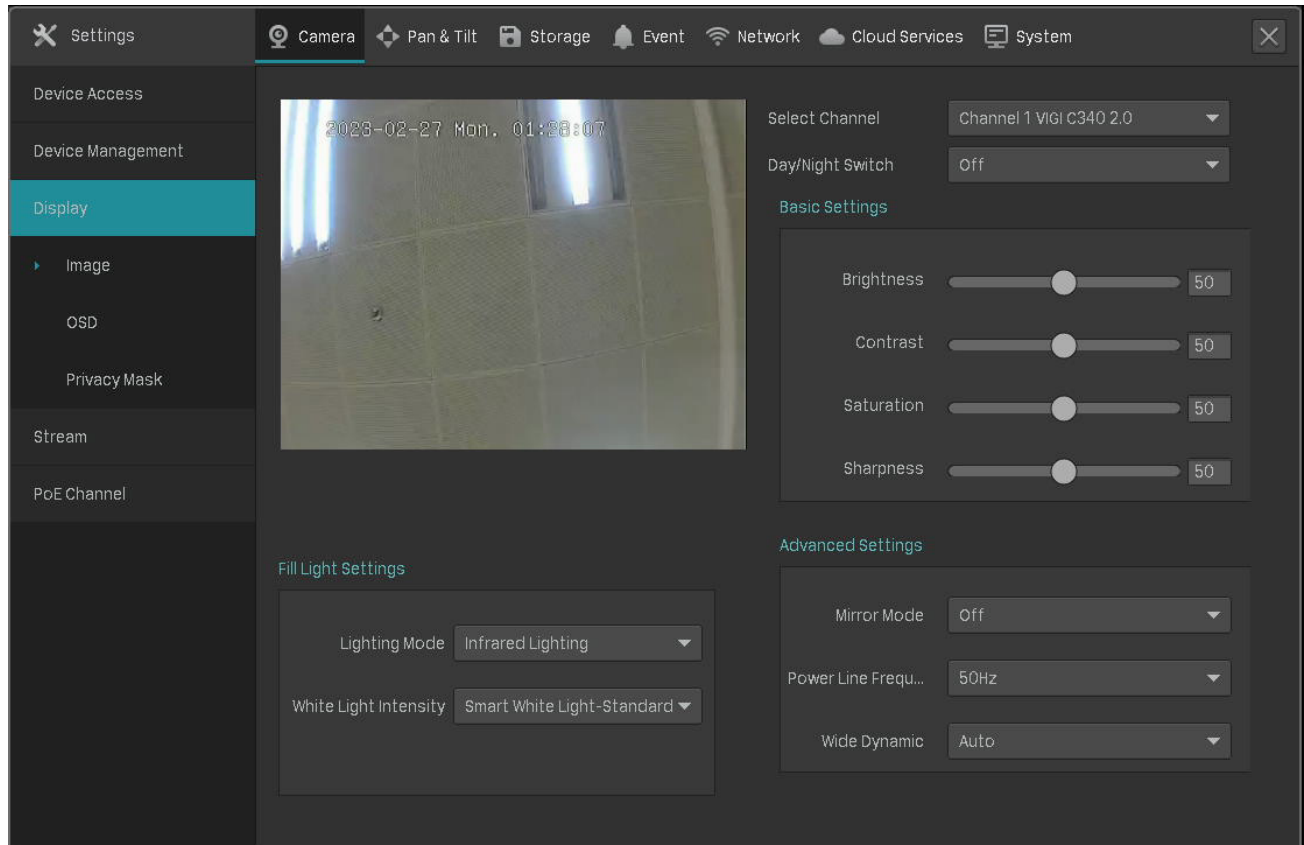 Settings
Camera Pan & Tilt Storage Event Network Cloud Services System
Device Access
Device Management
Display
Image
OSD
Privacy Mask
Stream
PoE Channel
2023-02-27 Mon. 01:28:07
Select Channel Channel 1 VIGI C340 2.0
Day/Night Switch Off
Basic Settings
Brightness 50
Contrast 50
Saturation 50
Sharpness 50
Fill Light Settings
Lighting Mode Infrared Lighting
White Light Intensity Smart White Light-Standard
Advanced Settings
Mirror Mode Off
Power Line Frequ... 50Hz
Wide Dynamic Auto